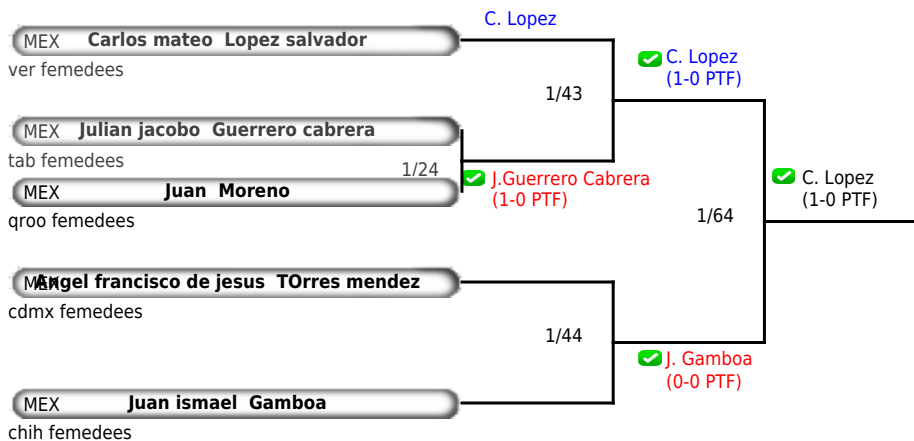 C. Lopez
MEX Carlos mateo Lopez salvador
ver femedees
C. Lopez
(1-0 PTF)
1/43
MEX Julian jacobo Guerrero cabrera
tab femedees
1/24
J.Guerrero Cabrera
(1-0 PTF)
MEX Juan Moreno
qroo femedees
C. Lopez
(1-0 PTF)
1/64
MEX Angel francisco de jesus TOrres mendez
cdmx femedees
1/44
J. Gamboa
(0-0 PTF)
MEX Juan ismael Gamboa
chih femedees